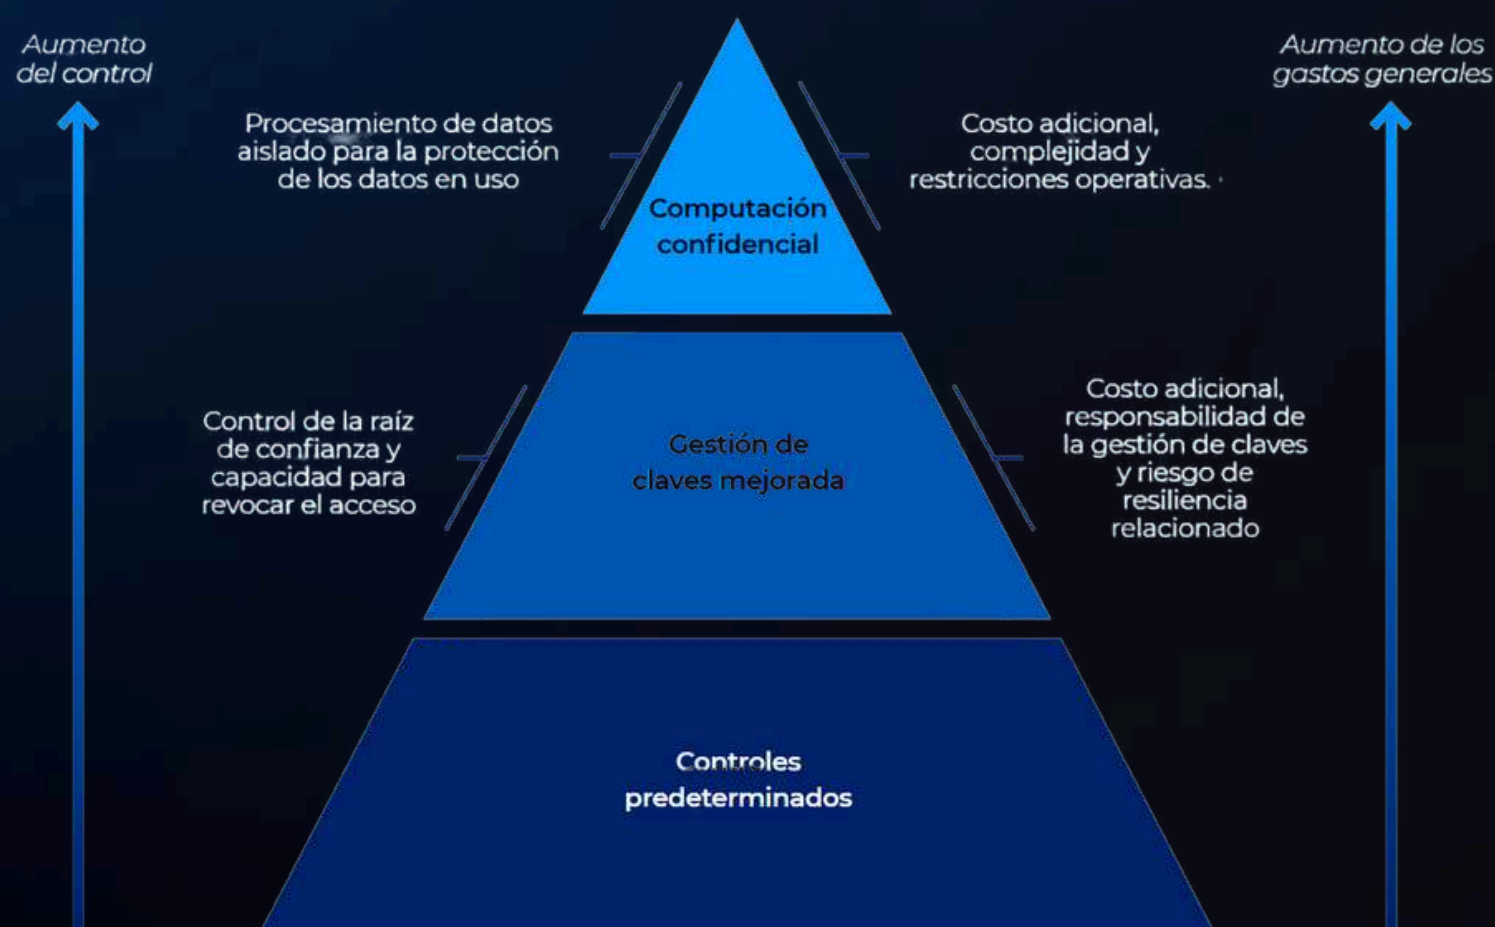 Aumento
del control
Aumento de los
gastos generales
Procesamiento de datos
aislado para la protección
de los datos en uso
Costo adicional,
complejidad y
restricciones operativas.
Computación
confidencial
Control de la raíz
de confianza y
capacidad para
revocar el acceso
Gestión de
claves mejorada
Costo adicional,
responsabilidad de
la gestión de claves
y riesgo de
resiliencia
relacionado
Controles
predeterminados